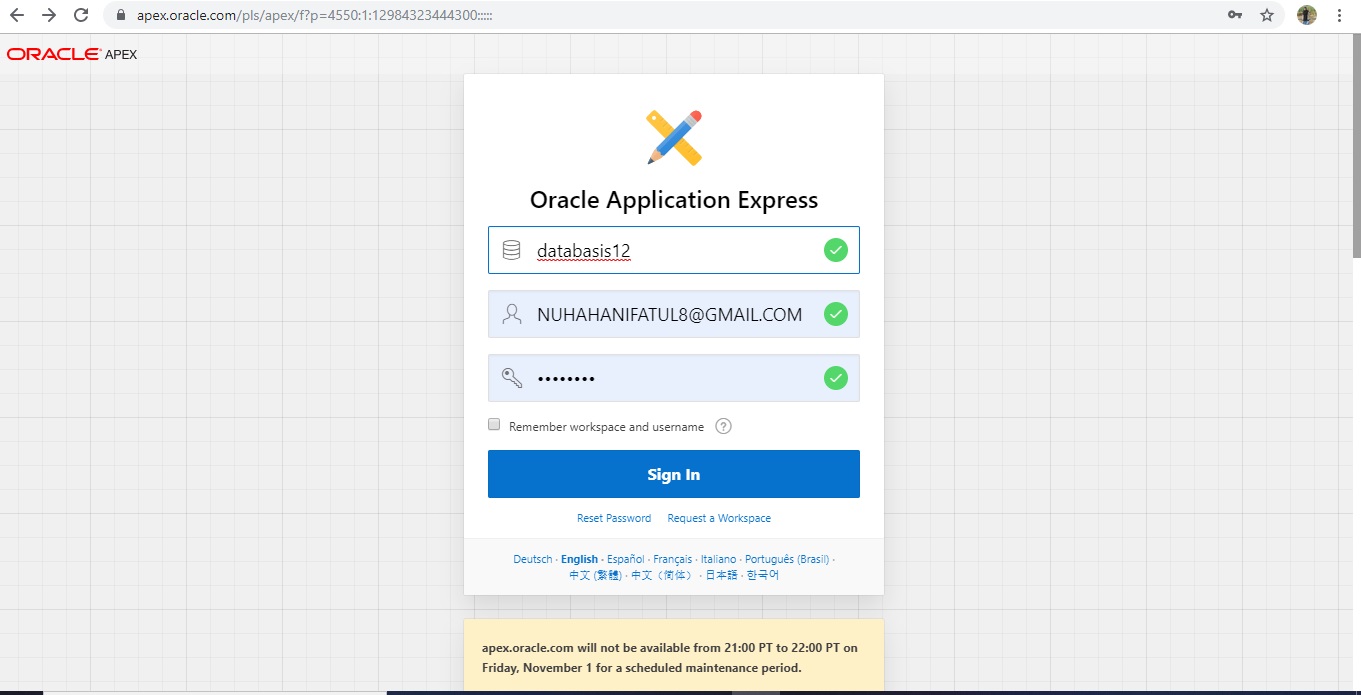 apex.oracle.com/pls/apex/f?p=4550:1:12984323444300:::::
ORACLE APEX
Oracle Application Express
databasis12
NUHAHANIFATUL8@GMAIL.COM
••••••••
Remember workspace and username ?
Sign In
Reset Password Request a Workspace
Deutsch · English · Español · Français · Italiano · Português (Brasil) ·
中文 (繁體) · 中文（简体） · 日本語 · 한국어
apex.oracle.com will not be available from 21:00 PT to 22:00 PT on
Friday, November 1 for a scheduled maintenance period.